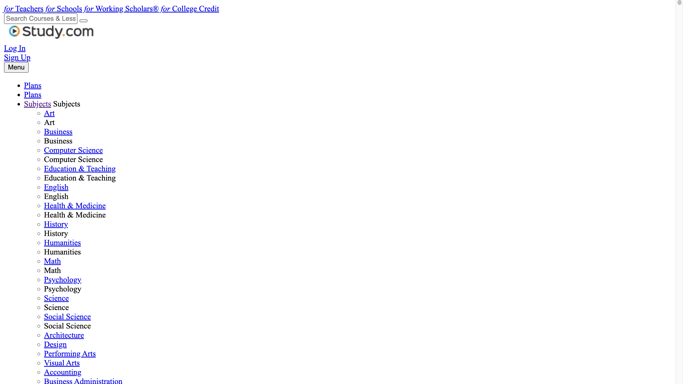 for Teachers for Schools for Working Scholars® for College Credit
Search Courses & Less
Study.com
Log In
Sign Up
Menu
Plans
Plans
Subjects Subjects
Art
Art
Business
Business
Computer Science
Computer Science
Education & Teaching
Education & Teaching
English
English
Health & Medicine
Health & Medicine
History
History
Humanities
Humanities
Math
Math
Psychology
Psychology
Science
Science
Social Science
Social Science
Architecture
Design
Performing Arts
Visual Arts
Accounting
Business Administration